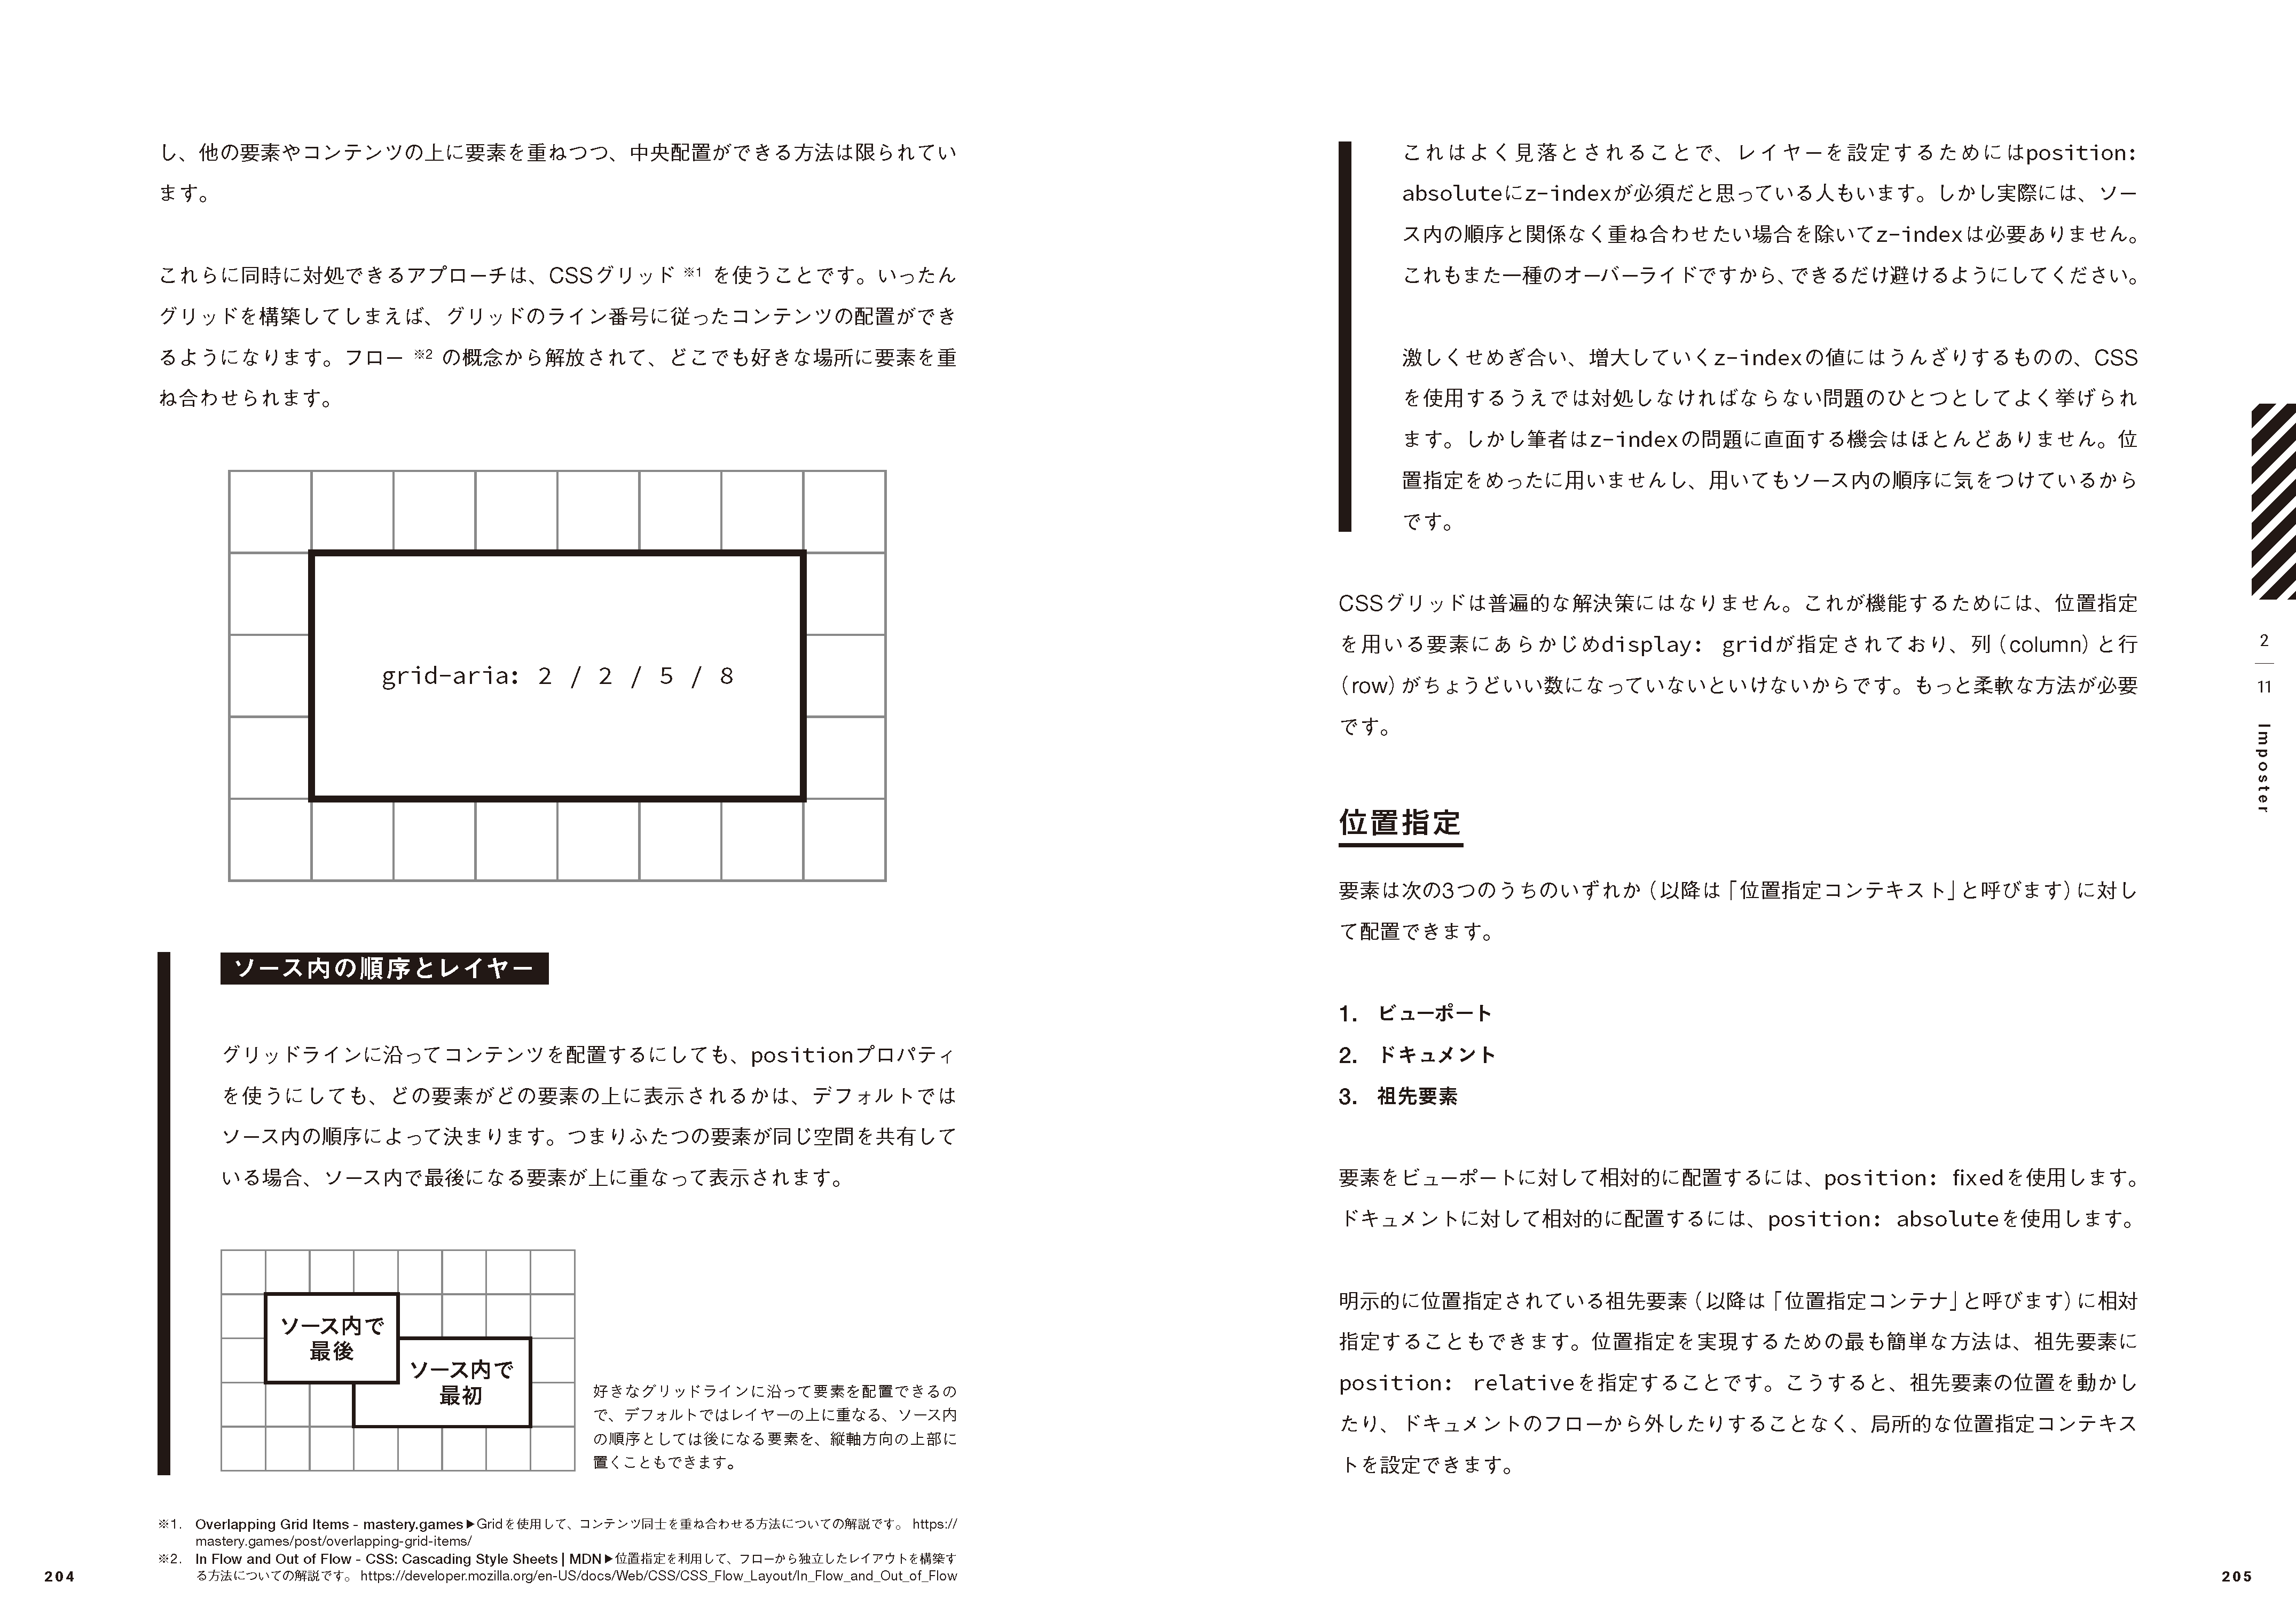 し、他の要素やコンテンツの上に要素を重ねつつ、中央配置ができる方法は限られてい
ます。
これらに同時に対処できるアプローチは、CSSグリッド ※1 を使うことです。いったん
グリッドを構築してしまえば、グリッドのライン番号に従ったコンテンツの配置ができ
るようになります。フロー ※2 の概念から解放されて、どこでも好きな場所に要素を重
ね合わせられます。
grid-aria: 2 / 2 / 5 / 8
ソース内の順序とレイヤー
グリッドラインに沿ってコンテンツを配置するにしても、positionプロパティ
を使うにしても、どの要素がどの要素の上に表示されるかは、デフォルトでは
ソース内の順序によって決まります。つまりふたつの要素が同じ空間を共有して
いる場合、ソース内で最後になる要素が上に重なって表示されます。
ソース内で
最後
ソース内で
最初
好きなグリッドラインに沿って要素を配置できるの
で、デフォルトではレイヤーの上に重なる、ソース内
の順序としては後になる要素を、縦軸方向の上部に
置くこともできます。
※1. Overlapping Grid Items - mastery.games▶Gridを使用して、コンテンツ同士を重ね合わせる方法についての解説です。 https://
mastery.games/post/overlapping-grid-items/
※2. In Flow and Out of Flow - CSS: Cascading Style Sheets | MDN▶位置指定を利用して、フローから独立したレイアウトを構築す
る方法についての解説です。 https://developer.mozilla.org/en-US/docs/Web/CSS/CSS_Flow_Layout/In_Flow_and_Out_of_Flow
204
これはよく見落とされることで、レイヤーを設定するためにはposition:
absoluteにz-indexが必須だと思っている人もいます。しかし実際には、ソー
ス内の順序と関係なく重ね合わせたい場合を除いてz-indexは必要ありません。
これもまた一種のオーバーライドですから、できるだけ避けるようにしてください。
激しくせめぎ合い、増大していくz-indexの値にはうんざりするものの、CSS
を使用するうえでは対処しなければならない問題のひとつとしてよく挙げられ
ます。しかし筆者はz-indexの問題に直面する機会はほとんどありません。位
置指定をめったに用いませんし、用いてもソース内の順序に気をつけているから
です。
CSSグリッドは普遍的な解決策にはなりません。これが機能するためには、位置指定
を用いる要素にあらかじめdisplay: gridが指定されており、列（column）と行
（row）がちょうどいい数になっていないといけないからです。もっと柔軟な方法が必要
です。
位置指定
要素は次の3つのうちのいずれか（以降は「位置指定コンテキスト」と呼びます）に対し
て配置できます。
1. ビューポート
2. ドキュメント
3. 祖先要素
要素をビューポートに対して相対的に配置するには、position: fixedを使用します。
ドキュメントに対して相対的に配置するには、position: absoluteを使用します。
明示的に位置指定されている祖先要素（以降は「位置指定コンテナ」と呼びます）に相対
指定することもできます。位置指定を実現するための最も簡単な方法は、祖先要素に
position: relativeを指定することです。こうすると、祖先要素の位置を動かし
たり、ドキュメントのフローから外したりすることなく、局所的な位置指定コンテキス
トを設定できます。
2
11
Imposter
205